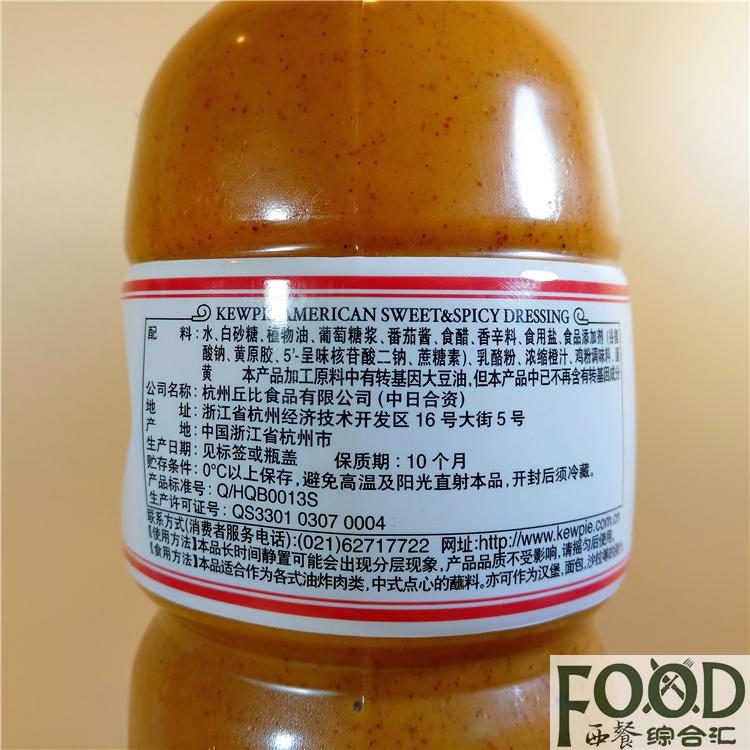 KEWPIE AMERICAN SWEET&SPICY DRESSING
配 料:水、白砂糖、植物油、葡萄糖浆、番茄酱、食醋、香辛料、食用盐、食品添加剂(谷氨
酸钠、黄原胶、5'-呈味核苷酸二钠、蔗糖素)、乳酪粉、浓缩橙汁、鸡粉调味料、
黄 本产品加工原料中有转基因大豆油,但本产品中已不再含有转基因成分
公司名称:杭州丘比食品有限公司(中日合资)
地 址:浙江省杭州经济技术开发区16号大街5号
产 地:中国浙江省杭州市
生产日期:见标签或瓶盖 保质期:10个月
贮存条件:0°C以上保存,避免高温及阳光直射本品,开封后须冷藏。
产品标准号:Q/HQB0013S
生产许可证号:QS3301 0307 0004
联系方式(消费者服务电话):(021)62717722 网址:http://www.kewpie.com.cn
【使用方法】本品长时间静置可能会出现分层现象,产品品质不受影响,请摇匀后使用。
【食用方法】本品适合作为各式油炸肉类,中式点心的蘸料。亦可作为汉堡,面包,沙拉等的
FOOD
西餐综合汇